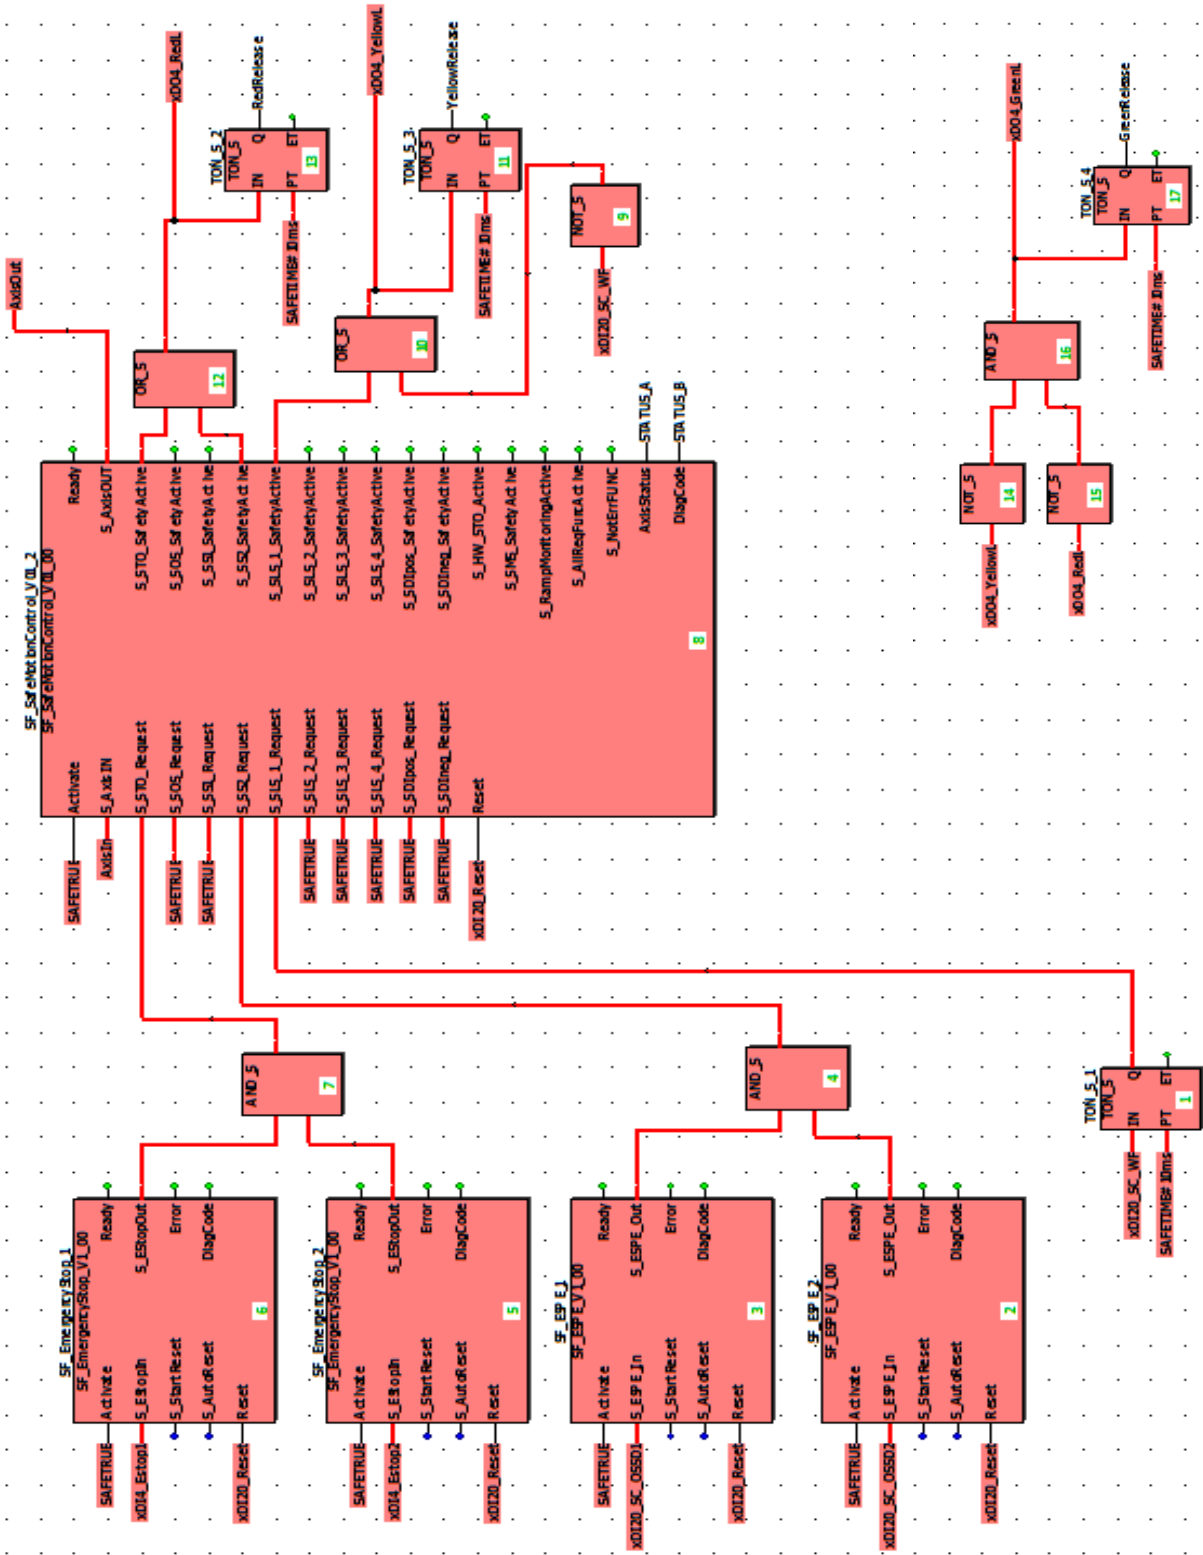 SF_EmergencyStop_1
SF_EmergencyStop_V1_00
SAFETRUE
Activate
Ready
xDI4_Estop1
S_EStopIn
S_EStopOut
S_StartReset
Error
S_AutoReset
DiagCode
xDI20_Reset
Reset
6
SF_EmergencyStop_2
SF_EmergencyStop_V1_00
SAFETRUE
Activate
Ready
xDI4_Estop2
S_EStopIn
S_EStopOut
S_StartReset
Error
S_AutoReset
DiagCode
xDI20_Reset
Reset
5
AND_S
7
SF_ESPE_1
SF_ESPE_V1_00
SAFETRUE
Activate
Ready
xDI20_SC_OSSD1
S_ESPE_In
S_ESPE_Out
S_StartReset
Error
S_AutoReset
DiagCode
xDI20_Reset
Reset
3
SF_ESPE_2
SF_ESPE_V1_00
SAFETRUE
Activate
Ready
xDI20_SC_OSSD2
S_ESPE_In
S_ESPE_Out
S_StartReset
Error
S_AutoReset
DiagCode
xDI20_Reset
Reset
2
AND_S
4
TON_S_1
TON_S
xDI20_SC_WF
IN
Q
SAFETIME#10ms
PT
ET
1
SF_SafeMotionControl_V01_2
SF_SafeMotionControl_V01_00
SAFETRUE
Activate
Ready
AxisIn
S_AxisIN
S_AxisOUT
AxisOut
S_STO_Request
S_STO_SafetyActive
SAFETRUE
S_SOS_Request
S_SOS_SafetyActive
SAFETRUE
S_SS1_Request
S_SS1_SafetyActive
S_SS2_Request
S_SS2_SafetyActive
S_SLS_1_Request
S_SLS_1_SafetyActive
SAFETRUE
S_SLS_2_Request
S_SLS_2_SafetyActive
SAFETRUE
S_SLS_3_Request
S_SLS_3_SafetyActive
SAFETRUE
S_SLS_4_Request
S_SLS_4_SafetyActive
SAFETRUE
S_SDIpos_Request
S_SDIpos_SafetyActive
SAFETRUE
S_SDIneg_Request
S_SDIneg_SafetyActive
xDI20_Reset
Reset
S_HW_STO_Active
S_SMS_SafetyActive
S_RampMonitoringActive
S_AllReqFuncActive
S_NotErrFUNC
AxisStatus
STATUS_A
DiagCode
STATUS_B
8
OR_S
12
xDO4_RedL
TON_S_2
TON_S
IN
Q
RedRelease
SAFETIME#10ms
PT
ET
13
OR_S
10
xDO4_YellowL
TON_S_3
TON_S
IN
Q
YellowRelease
SAFETIME#10ms
PT
ET
11
xDI20_SC_WF
NOT_S
9
xDO4_YellowL
NOT_S
14
xDO4_RedL
NOT_S
15
AND_S
16
xDO4_GreenL
TON_S_4
TON_S
IN
Q
GreenRelease
SAFETIME#10ms
PT
ET
17